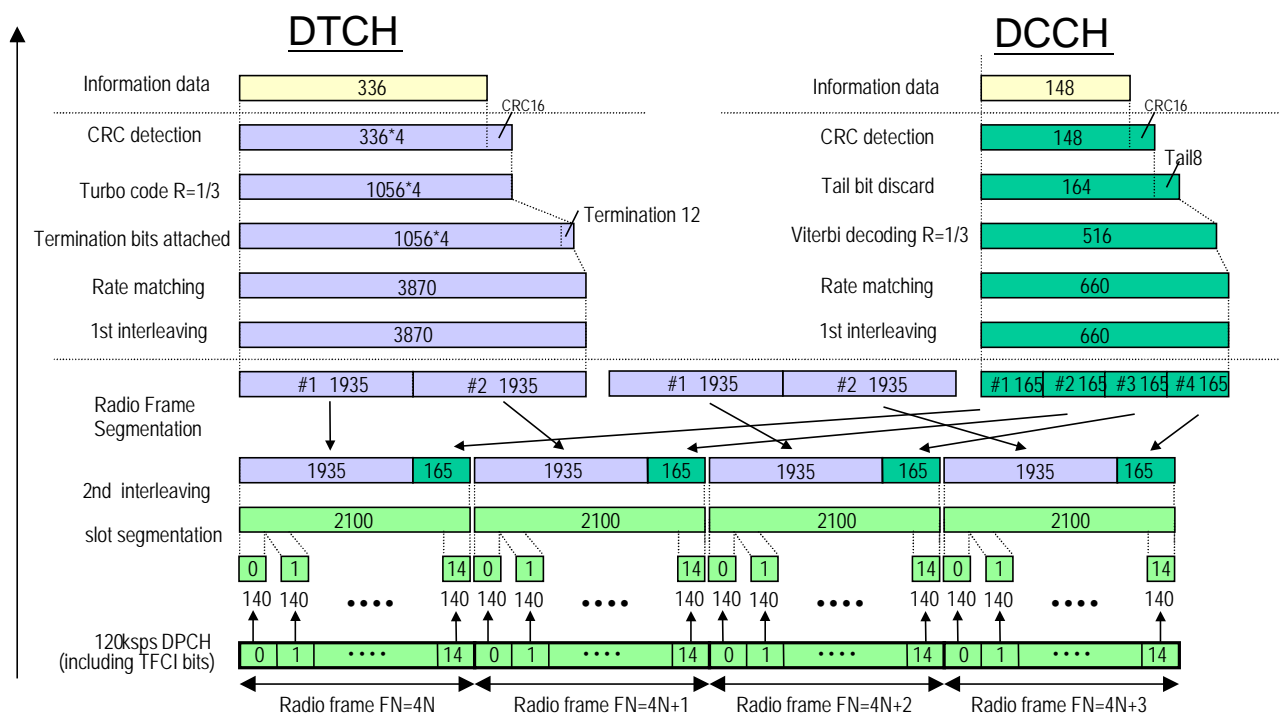 DTCH DCCH
Information data 336 Information data 148
CRC16 CRC16
CRC detection 336*4 CRC detection 148
Tail8
Turbo code R=1/3 1056*4 Tail bit discard 164
Termination 12
Termination bits attached 1056*4 Viterbi decoding R=1/3 516
Rate matching 3870 Rate matching 660
1st interleaving 3870 1st interleaving 660
#1 1935 #2 1935 #1 1935 #2 1935 #1 165 #2 165 #3 165 #4 165
Radio Frame
Segmentation
1935 165 1935 165 1935 165 1935 165
2nd interleaving
2100 2100 2100 2100
slot segmentation
0 1 14 0 1 14 0 1 14 0 1 14
140 140 •••• 140 140 140 •••• 140 140 140 •••• 140 140 140 •••• 140
120ksps DPCH
(including TFCI bits)
0 1 •••• 14 0 1 •••• 14 0 1 •••• 14 0 1 •••• 14
Radio frame FN=4N Radio frame FN=4N+1 Radio frame FN=4N+2 Radio frame FN=4N+3